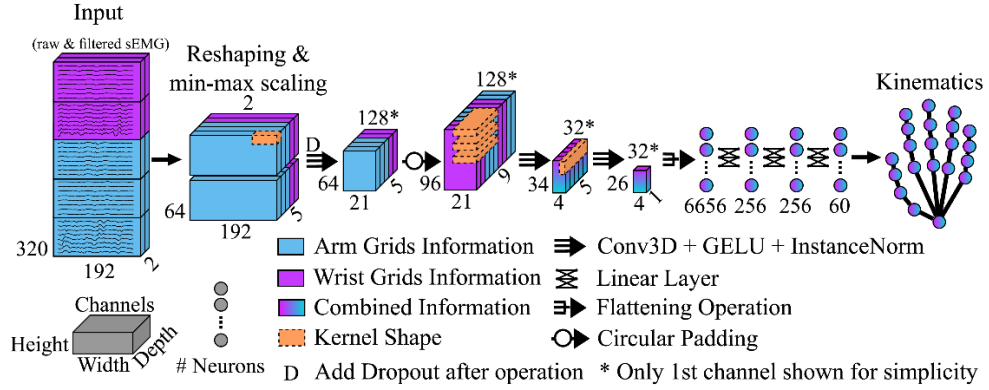 Input
(raw & filtered sEMG)
320
192
2
Reshaping &
min-max scaling
2
64
192
5
D
128*
64
21
5
128*
96
21
9
32*
34
4
5
32*
26
4
1
6656 256 256 60
Kinematics
Channels
Height
Width
Depth
# Neurons
Arm Grids Information
Wrist Grids Information
Combined Information
Kernel Shape
D Add Dropout after operation
Conv3D + GELU + InstanceNorm
Linear Layer
Flattening Operation
Circular Padding
* Only 1st channel shown for simplicity